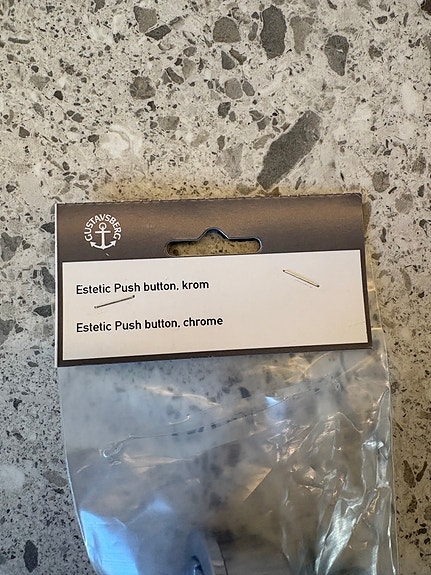 GUSTAVSBERG
Estetic Push button, krom
Estetic Push button, chrome